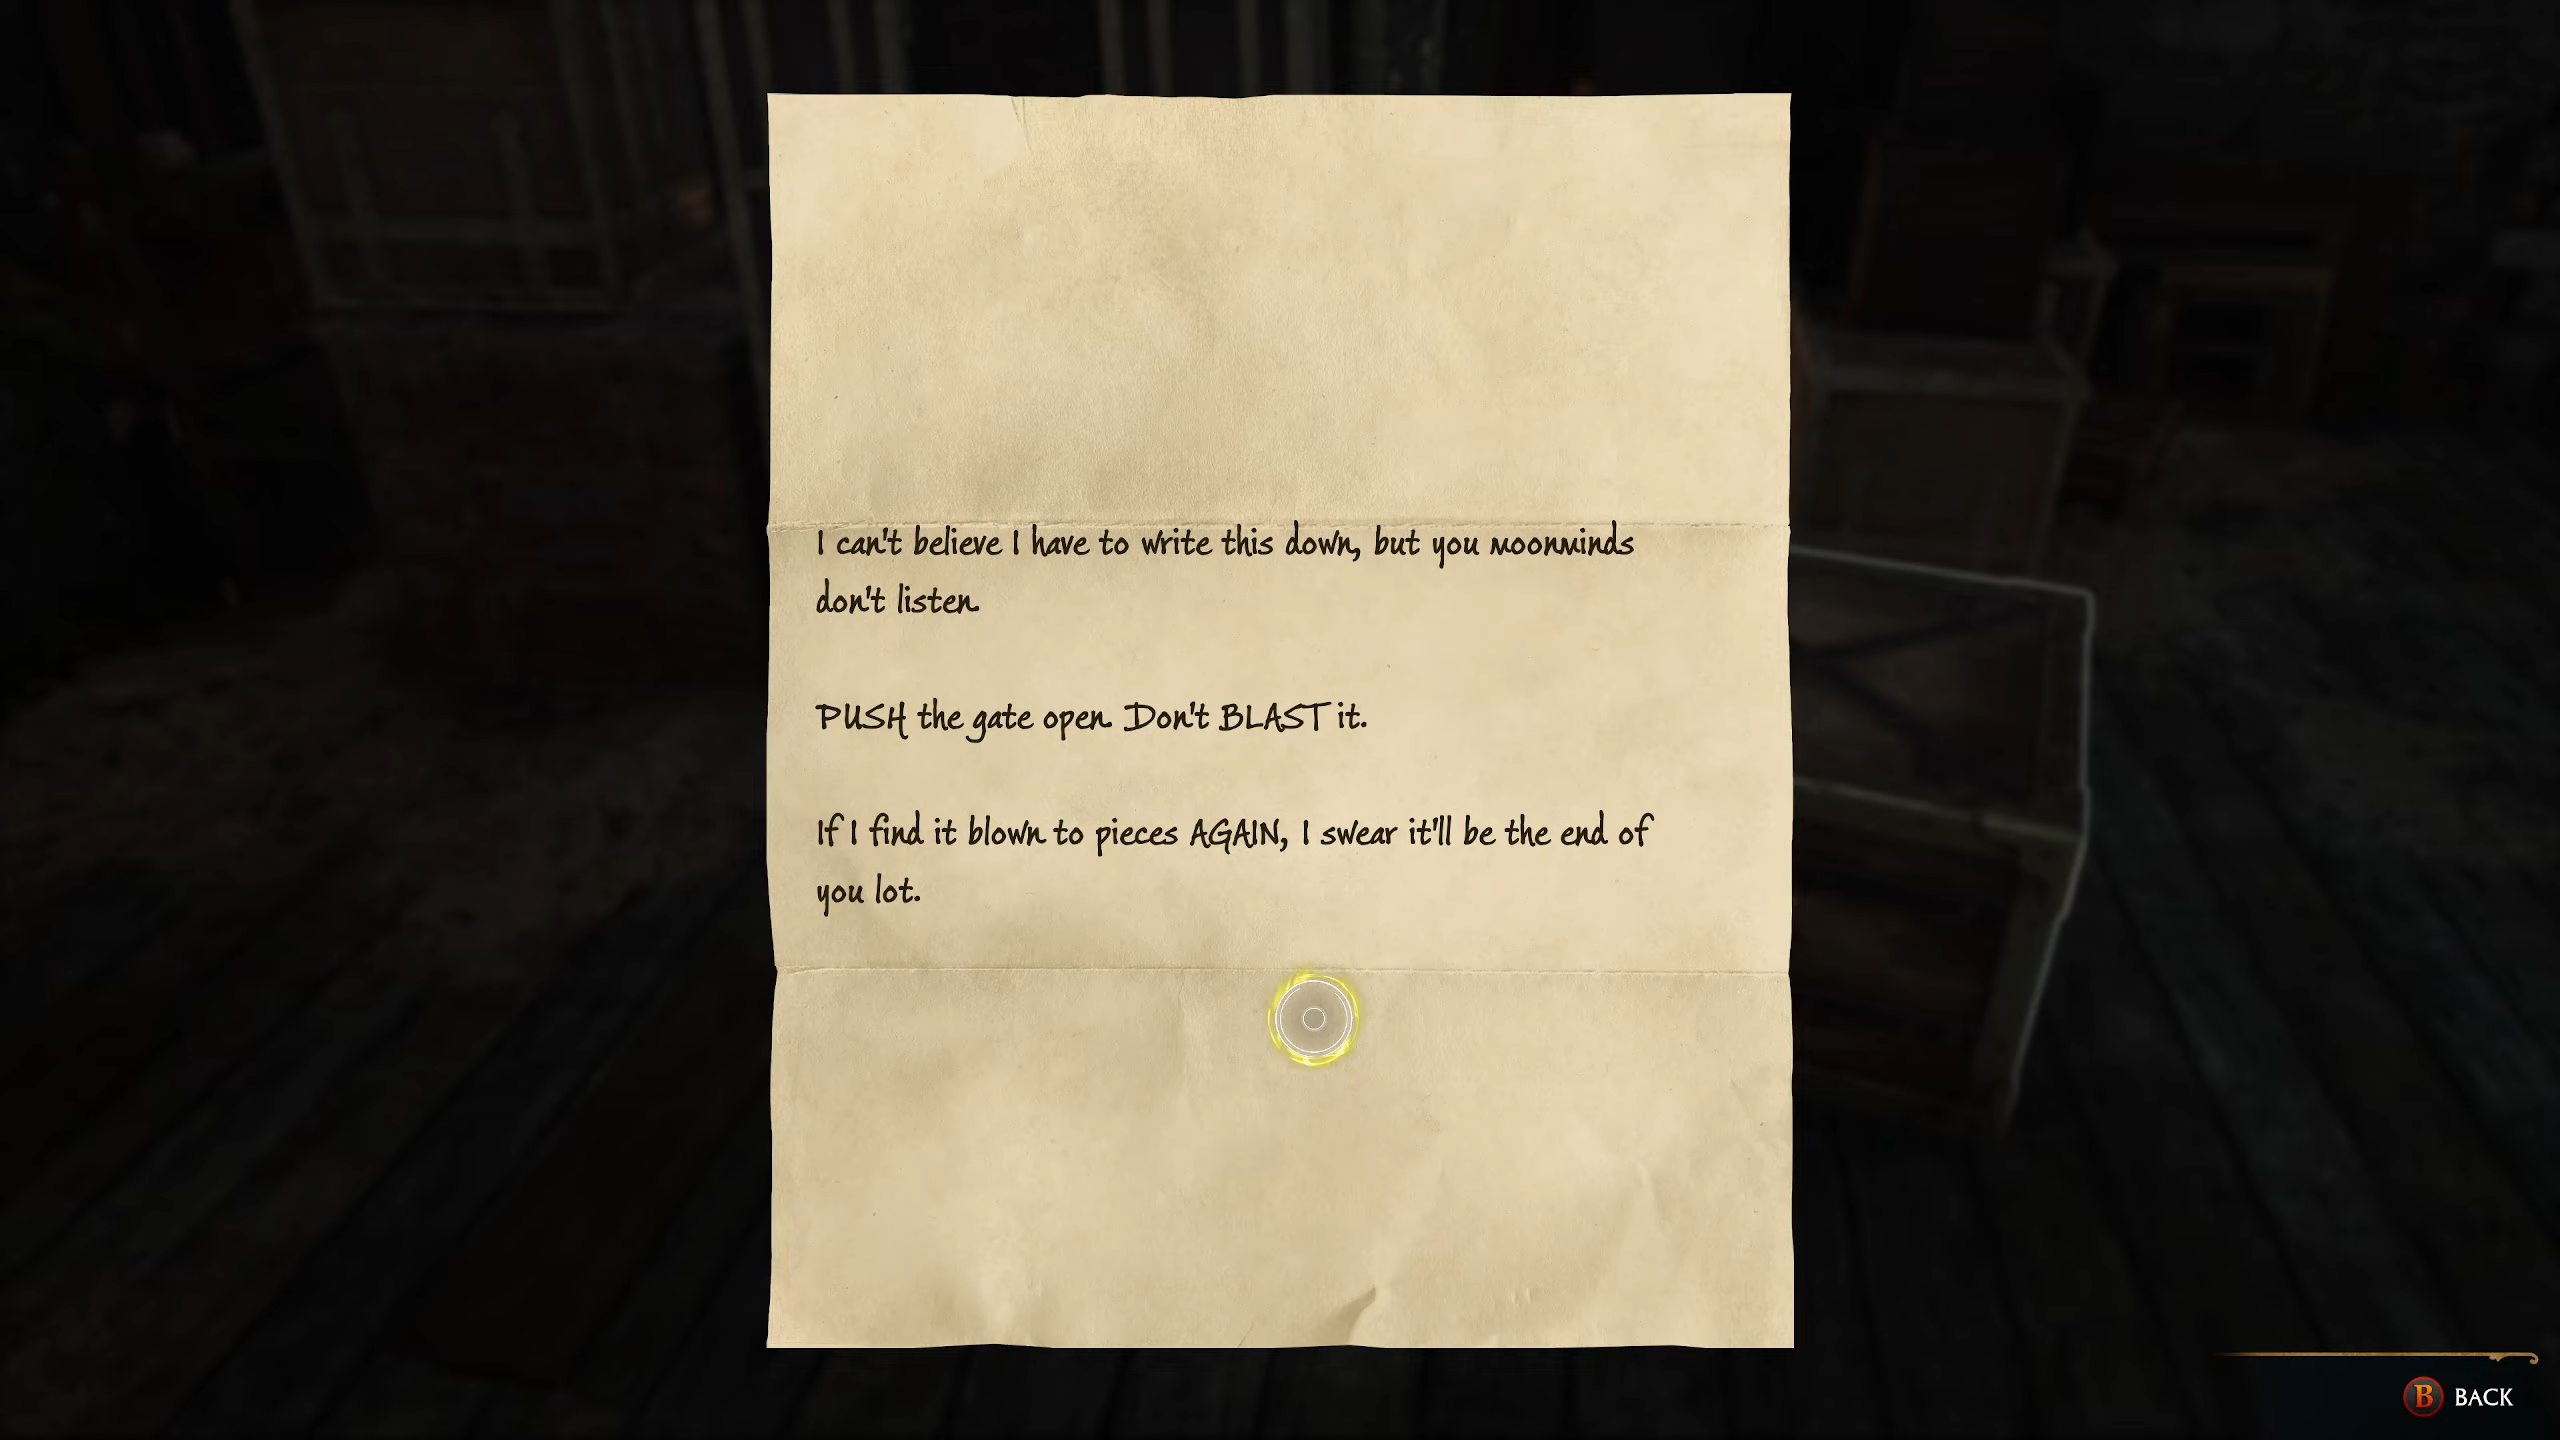 I can't believe I have to write this down, but you moonminds
don't listen.
PUSH the gate open. Don't BLAST it.
If I find it blown to pieces AGAIN, I swear it'll be the end of
you lot.
B BACK